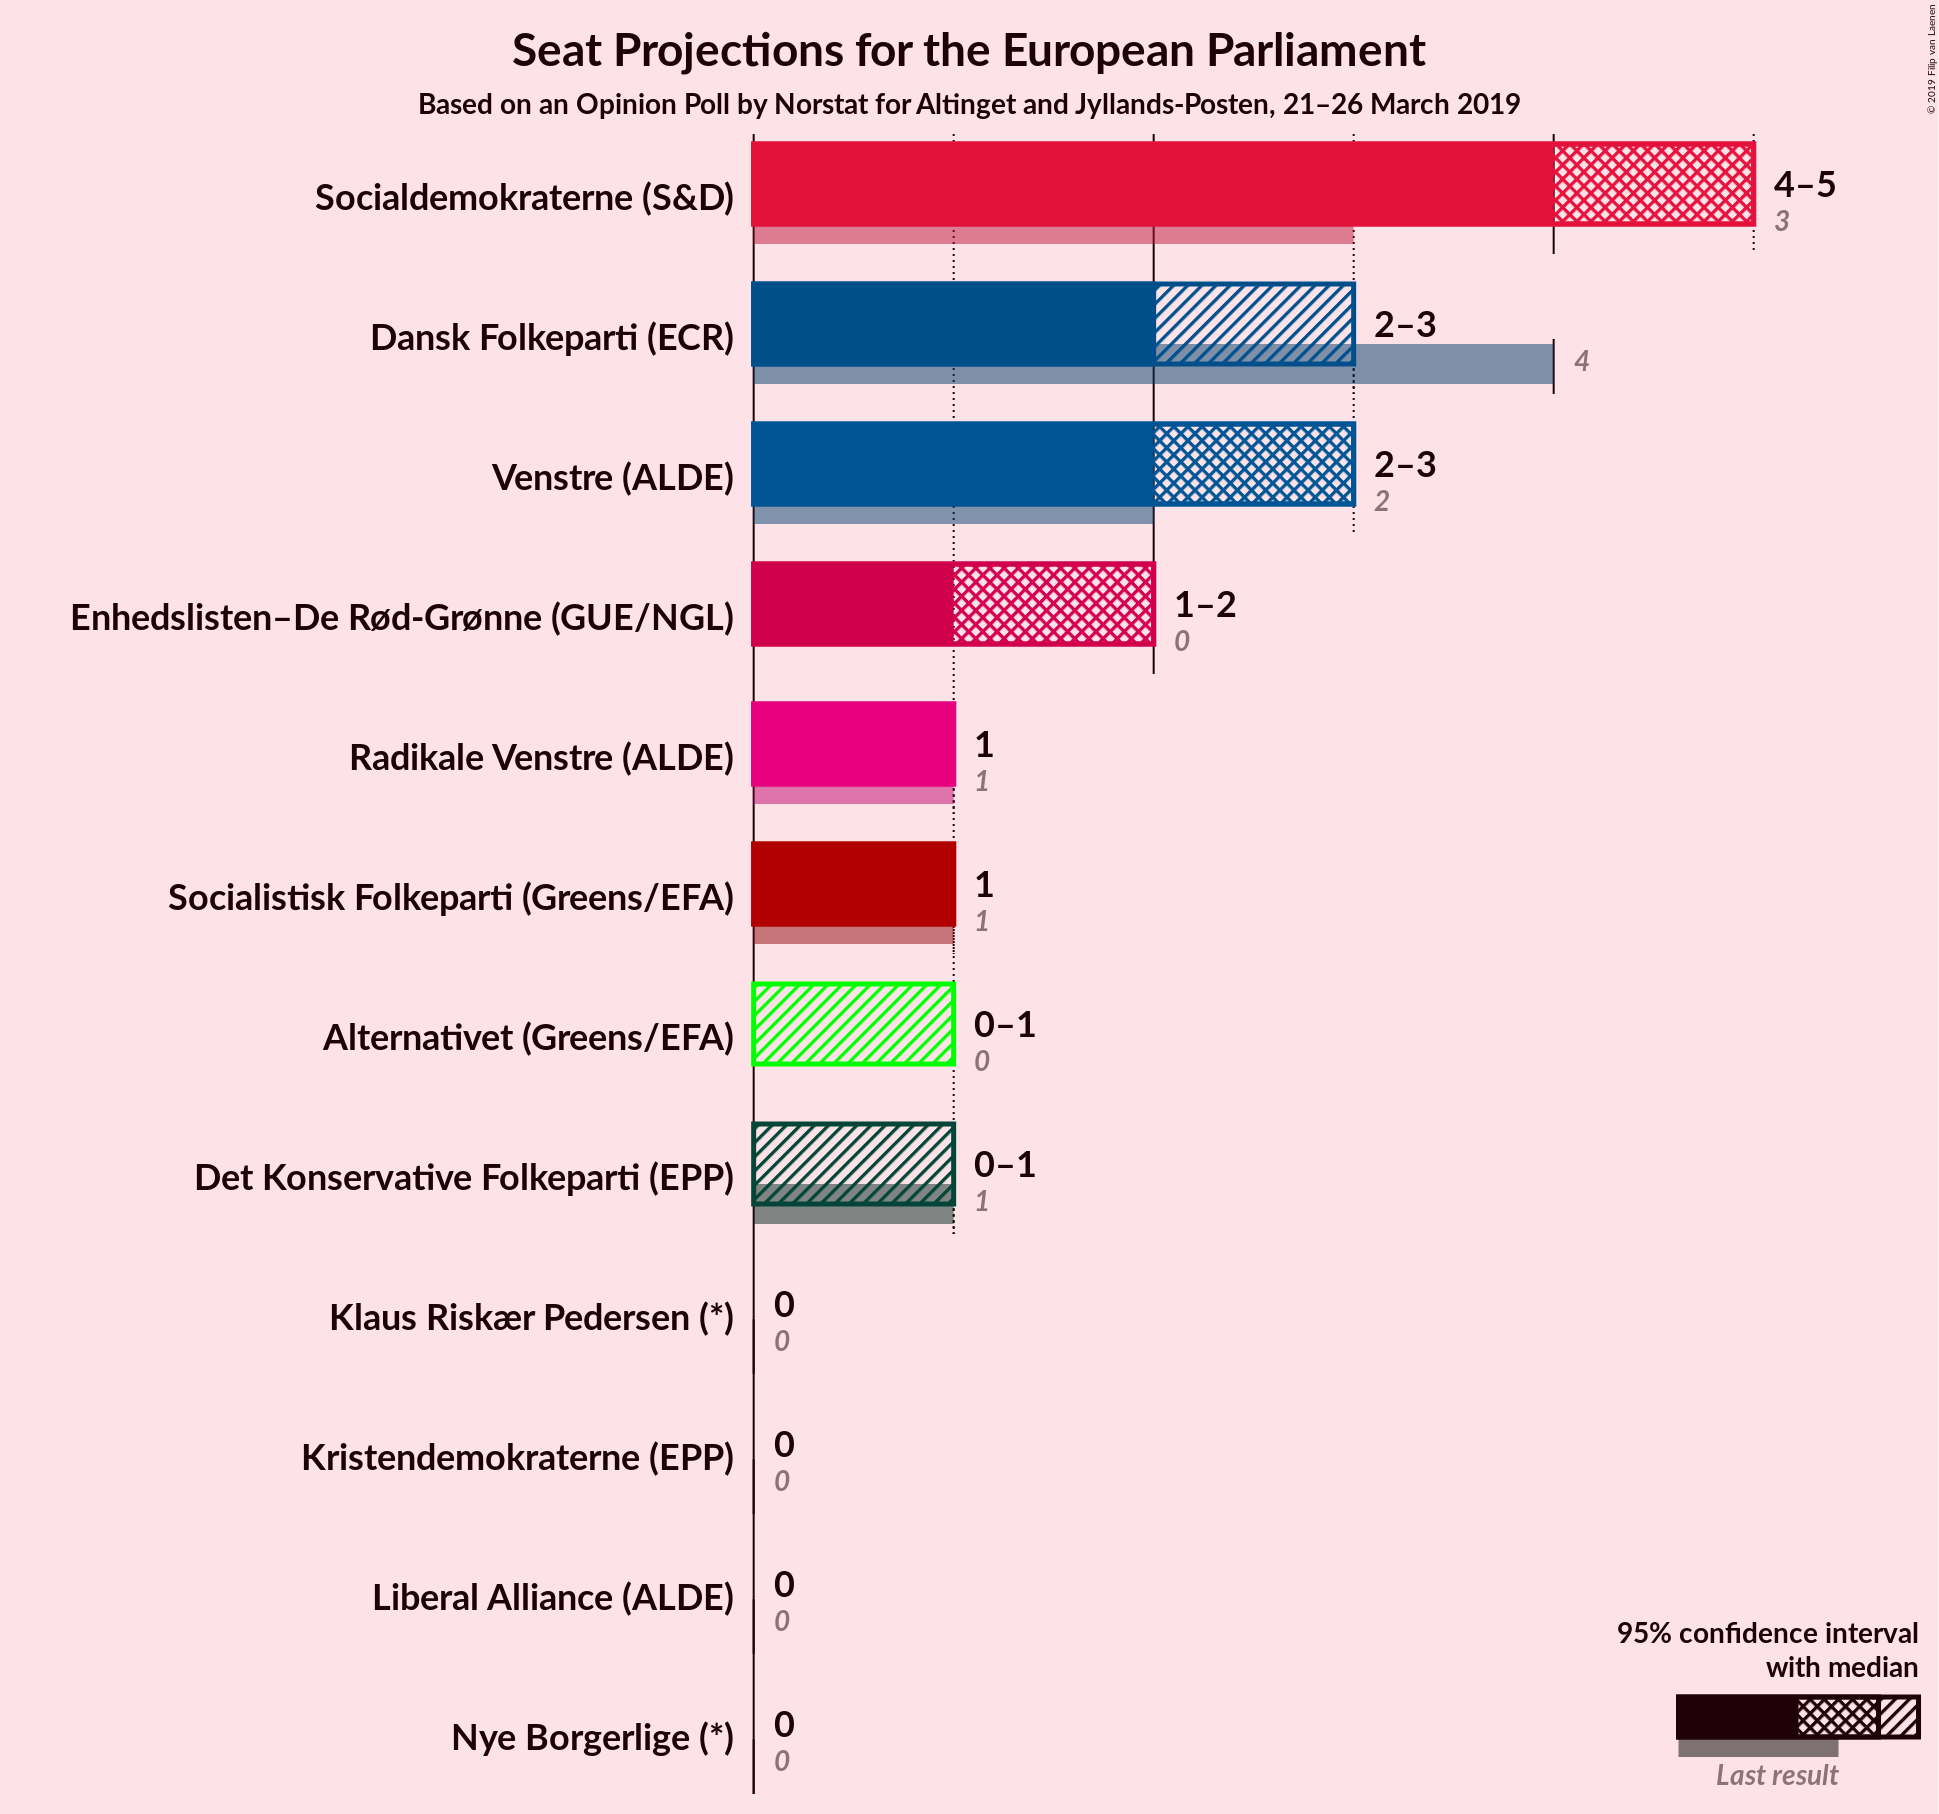 Seat Projections for the European Parliament
Based on an Opinion Poll by Norstat for Altinget and Jyllands-Posten, 21–26 March 2019
© 2019 Filip van Laenen
Socialdemokraterne (S&D)
4–5
3
Dansk Folkeparti (ECR)
2–3
4
Venstre (ALDE)
2–3
2
Enhedslisten–De Rød-Grønne (GUE/NGL)
1–2
0
Radikale Venstre (ALDE)
1
1
Socialistisk Folkeparti (Greens/EFA)
1
1
Alternativet (Greens/EFA)
0–1
0
Det Konservative Folkeparti (EPP)
0–1
1
Klaus Riskær Pedersen (*)
0
0
Kristendemokraterne (EPP)
0
0
Liberal Alliance (ALDE)
0
0
Nye Borgerlige (*)
0
0
95% confidence interval
with median
Last result